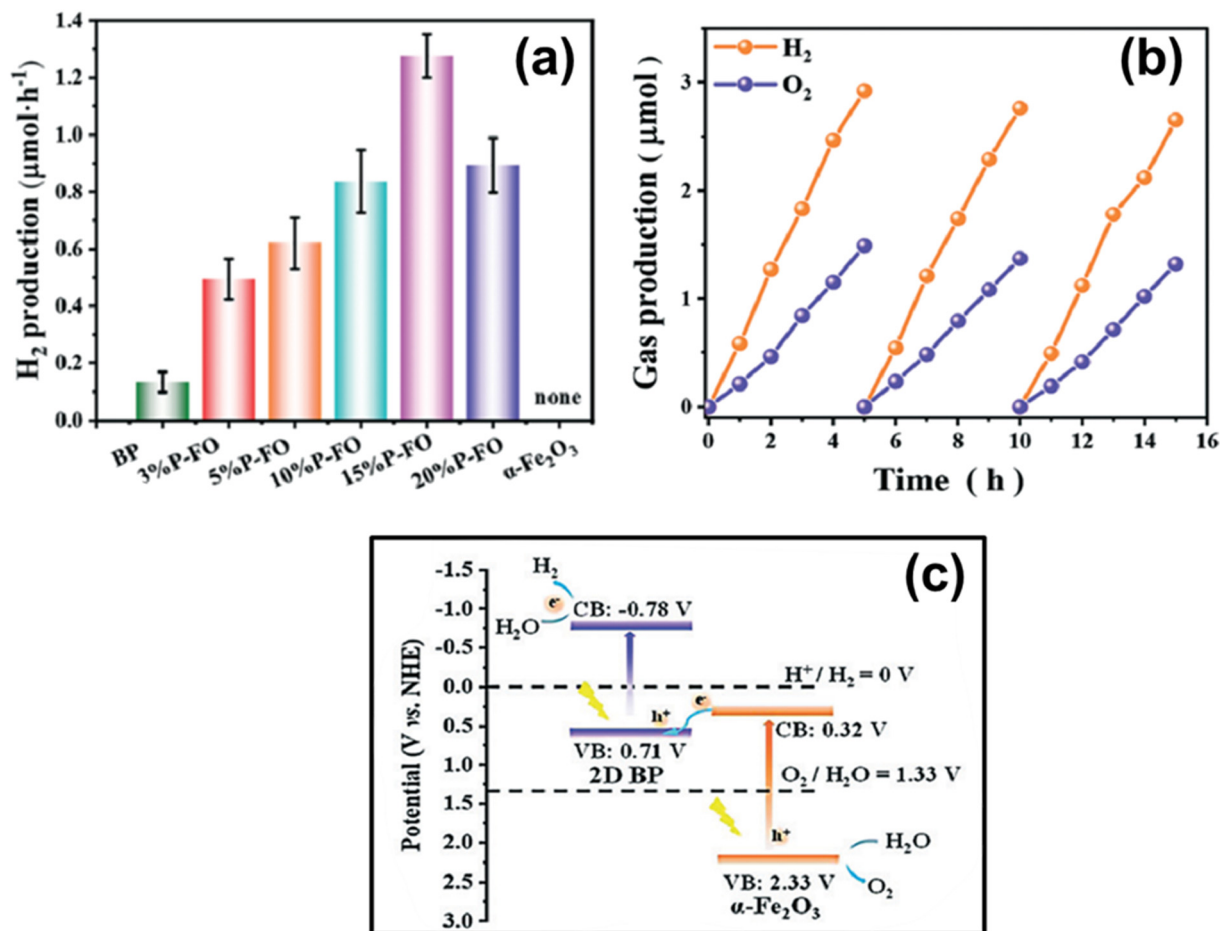 (a)
H₂ production (μmol·h⁻¹)
1.4
1.2
1.0
0.8
0.6
0.4
0.2
0.0
none
BP
3%P-FO
5%P-FO
10%P-FO
15%P-FO
20%P-FO
α-Fe₂O₃
(b)
H₂
O₂
Gas production ( μmol )
3
2
1
0
0 2 4 6 8 10 12 14 16
Time ( h )
(c)
Potential (V vs. NHE)
-1.5
-1.0
-0.5
0.0
0.5
1.0
1.5
2.0
2.5
3.0
H₂
e⁻
H₂O
CB: -0.78 V
H⁺ / H₂ = 0 V
h⁺
e⁻
VB: 0.71 V
2D BP
CB: 0.32 V
O₂ / H₂O = 1.33 V
h⁺
H₂O
O₂
VB: 2.33 V
α-Fe₂O₃